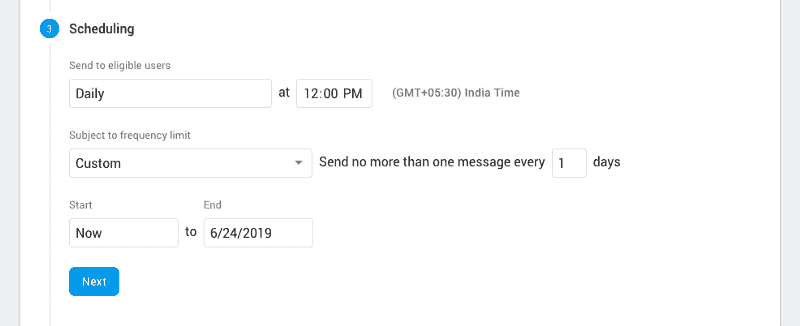 3 Scheduling
Send to eligible users
Daily at 12:00 PM (GMT+05:30) India Time
Subject to frequency limit
Custom Send no more than one message every 1 days
Start End
Now to 6/24/2019
Next